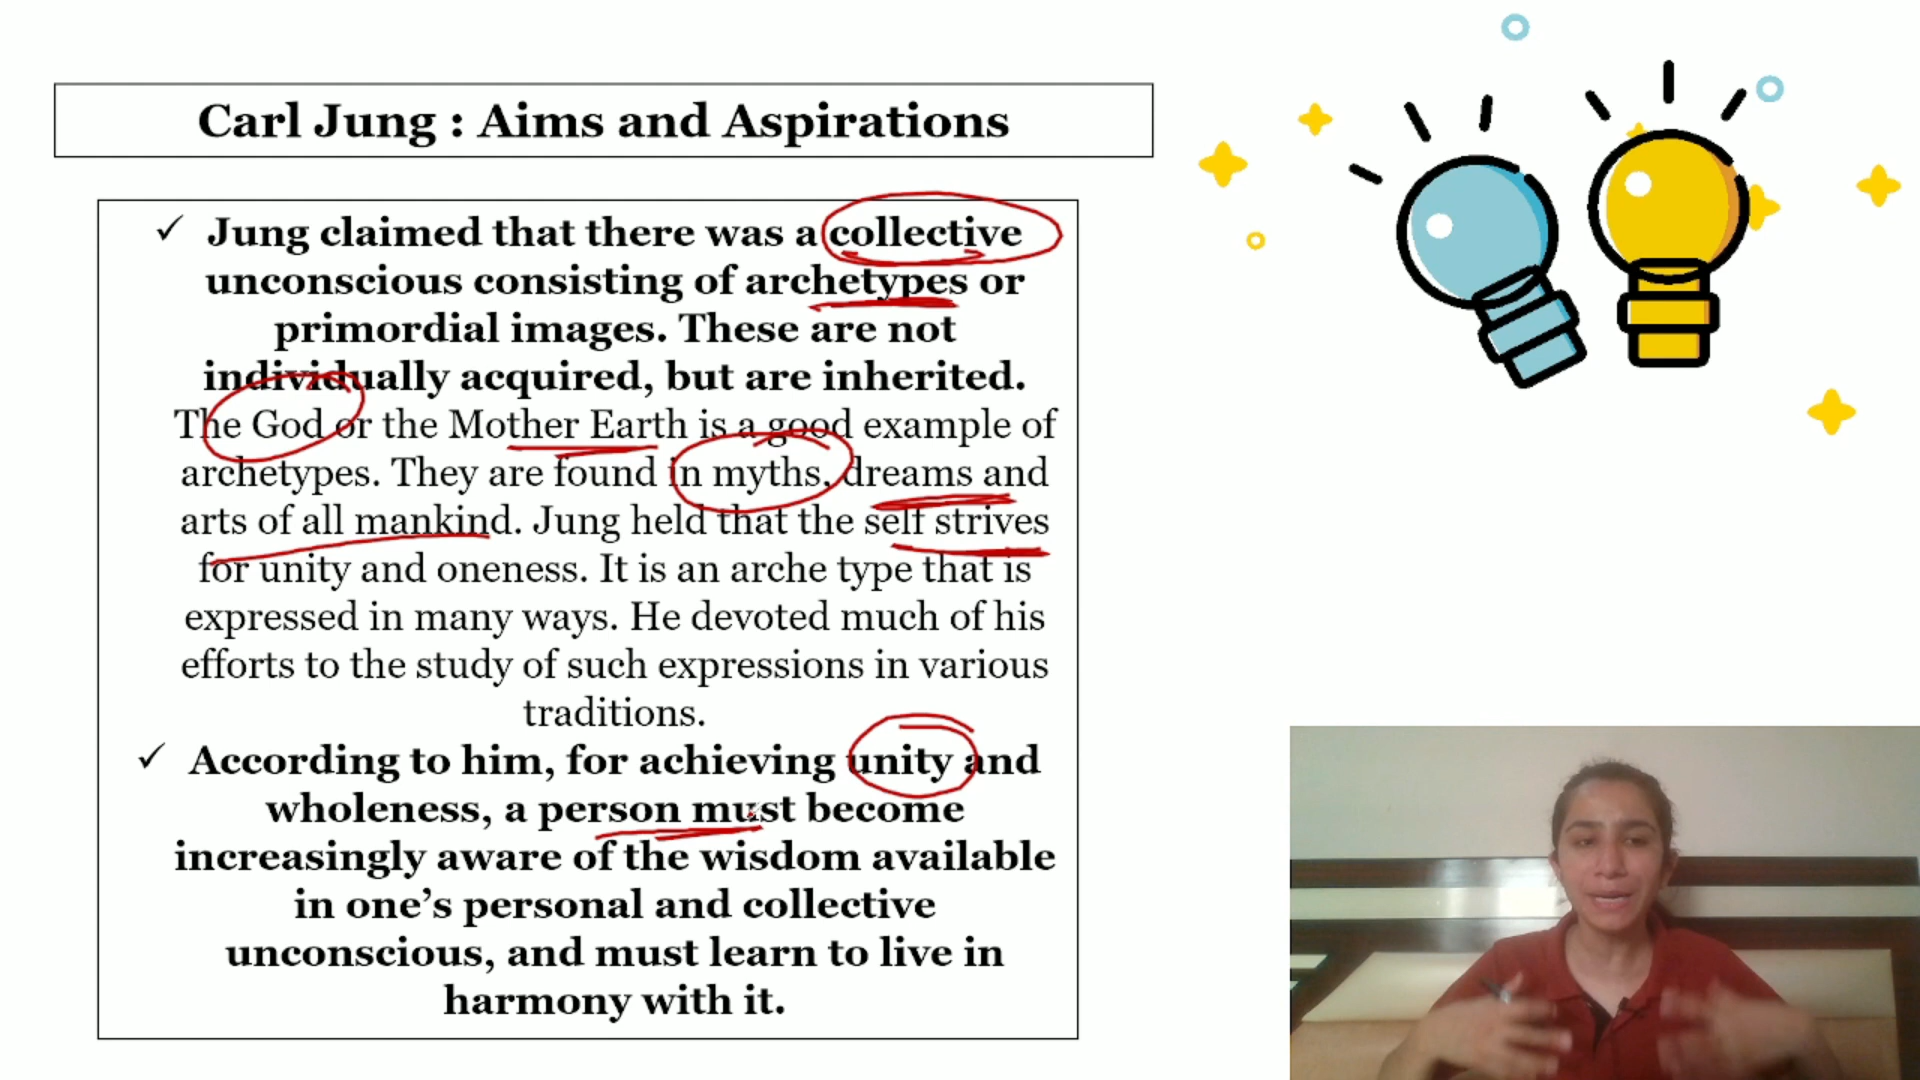 Carl Jung : Aims and Aspirations
✓ Jung claimed that there was a collective
unconscious consisting of archetypes or
primordial images. These are not
individually acquired, but are inherited.
The God or the Mother Earth is a good example of
archetypes. They are found in myths, dreams and
arts of all mankind. Jung held that the self strives
for unity and oneness. It is an arche type that is
expressed in many ways. He devoted much of his
efforts to the study of such expressions in various
traditions.
✓ According to him, for achieving unity and
wholeness, a person must become
increasingly aware of the wisdom available
in one’s personal and collective
unconscious, and must learn to live in
harmony with it.